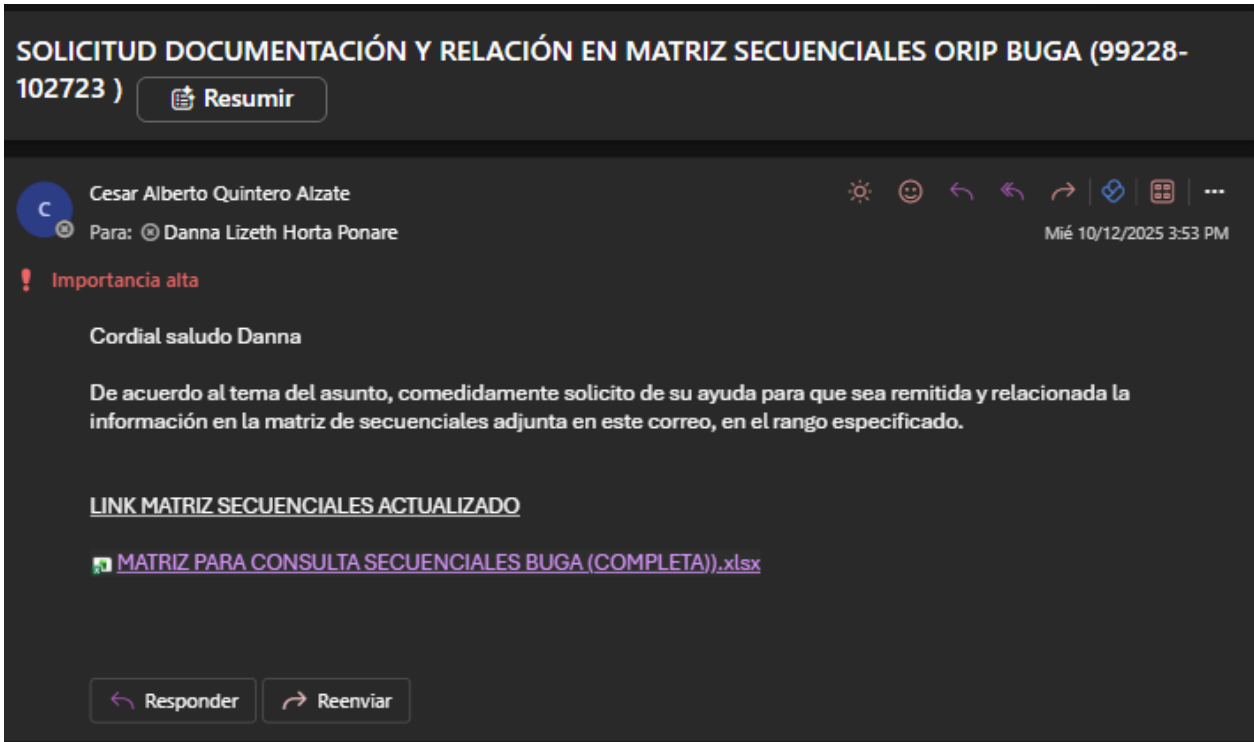 SOLICITUD DOCUMENTACIÓN Y RELACIÓN EN MATRIZ SECUENCIALES ORIP BUGA (99228-
102723 ) Resumir
C
Cesar Alberto Quintero Alzate
Para: Danna Lizeth Horta Ponare
Mié 10/12/2025 3:53 PM
Importancia alta
Cordial saludo Danna
De acuerdo al tema del asunto, comedidamente solicito de su ayuda para que sea remitida y relacionada la
información en la matriz de secuenciales adjunta en este correo, en el rango especificado.
LINK MATRIZ SECUENCIALES ACTUALIZADO
MATRIZ PARA CONSULTA SECUENCIALES BUGA (COMPLETA)).xlsx
Responder
Reenviar